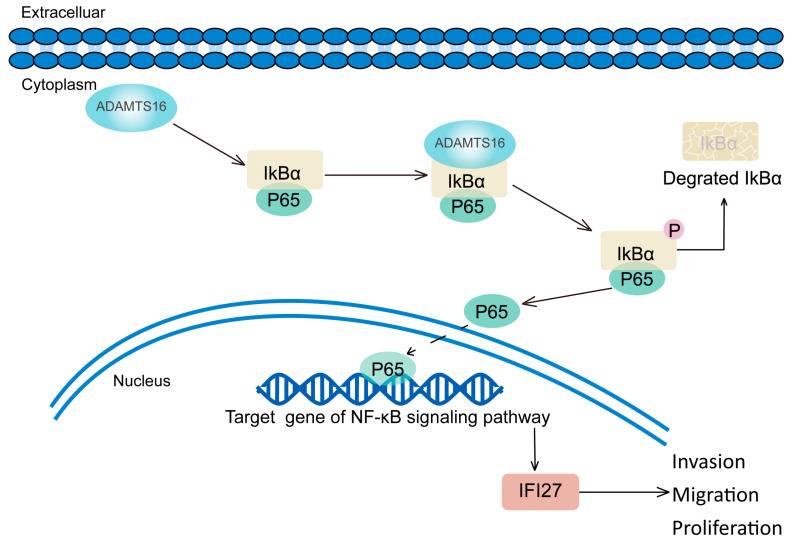 Extracelluar
Cytoplasm
ADAMTS16
IkBα
P65
ADAMTS16
IkBα
P65
IkBα
Degrated IkBα
P
IkBα
P65
P65
P65
Nucleus
Target gene of NF-κB signaling pathway
IFI27
Invasion
Migration
Proliferation